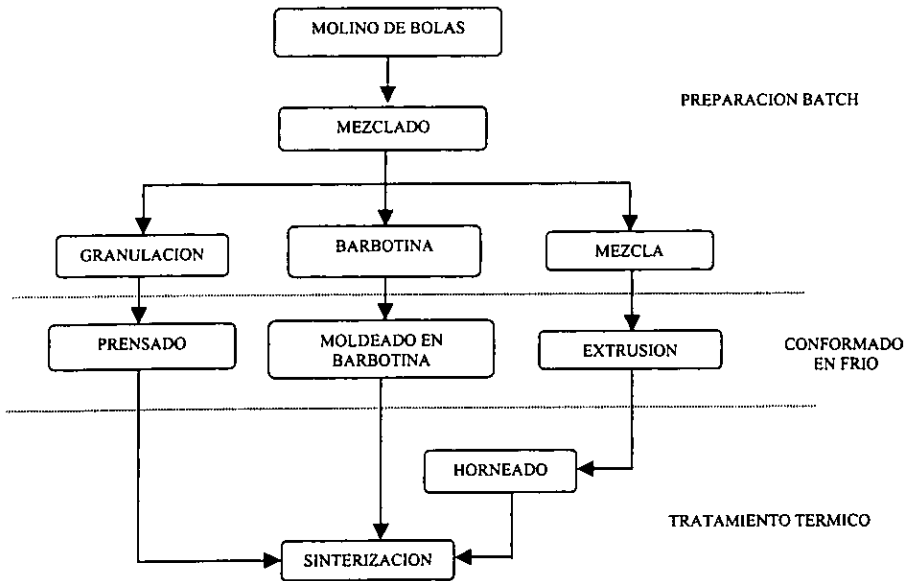 MOLINO DE BOLAS
PREPARACION BATCH
MEZCLADO
GRANULACION
BARBOTINA
MEZCLA
PRENSADO
MOLDEADO EN
BARBOTINA
EXTRUSION
CONFORMADO
EN FRIO
HORNEADO
TRATAMIENTO TERMICO
SINTERIZACION